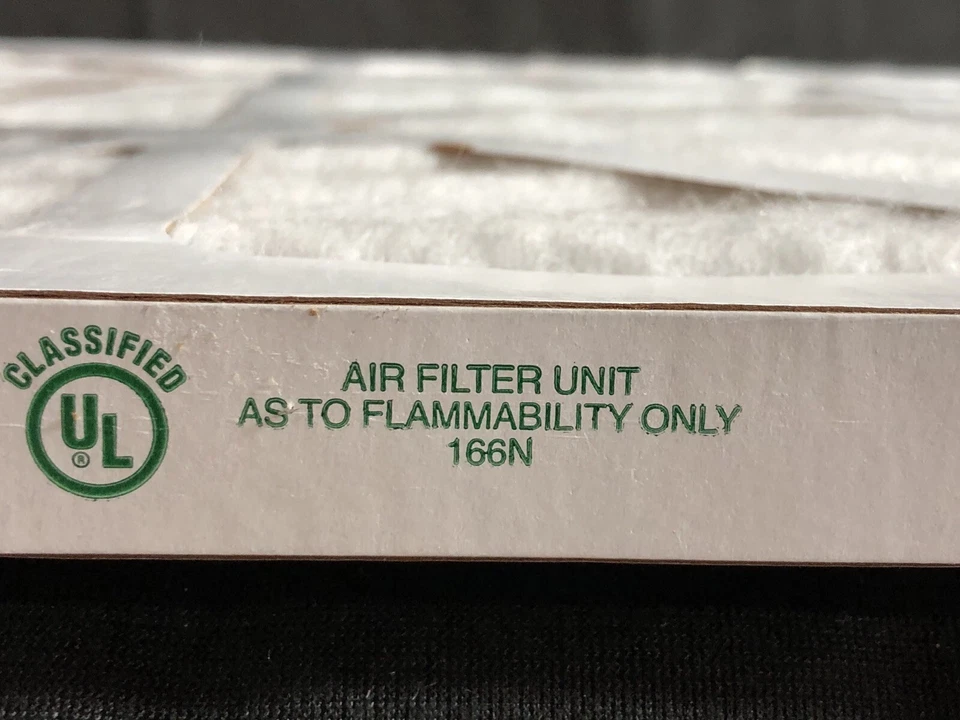 CLASSIFIED
UL
®
AIR FILTER UNIT
AS TO FLAMMABILITY ONLY
166N